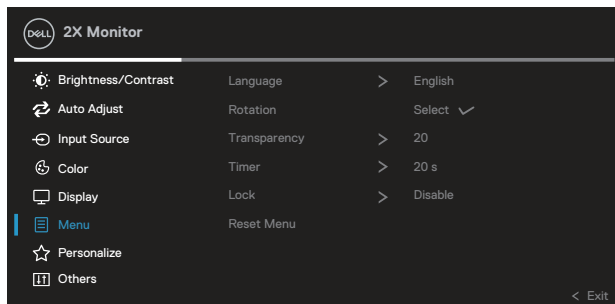 DELL 2X Monitor
Brightness/Contrast Language > English
Auto Adjust Rotation Select ✓
Input Source Transparency > 20
Color Timer > 20 s
Display Lock > Disable
Menu Reset Menu
Personalize
Others
< Exit